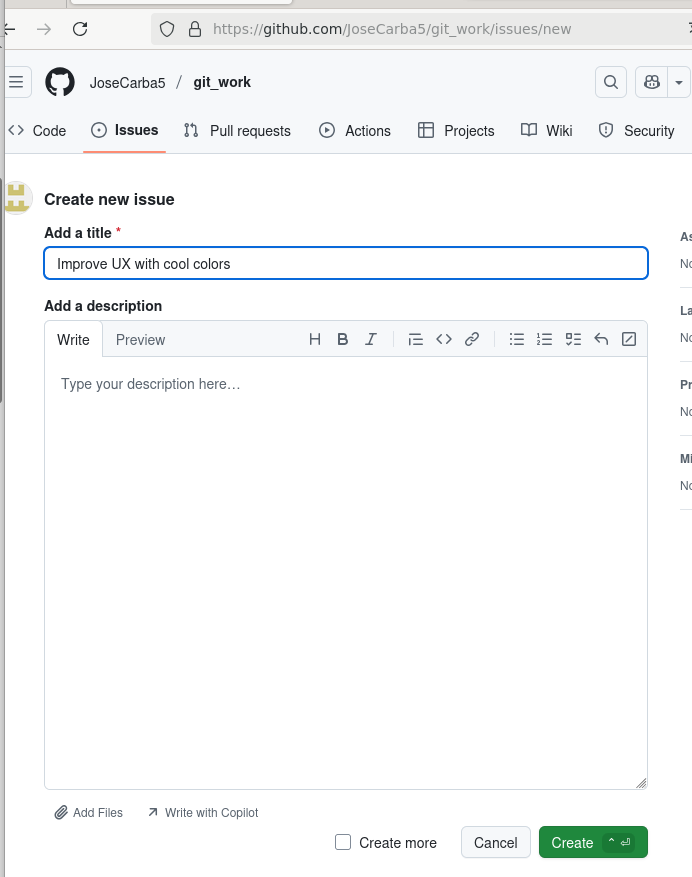 https://github.com/JoseCarba5/git_work/issues/new
JoseCarba5 / git_work
Code Issues Pull requests Actions Projects Wiki Security
Create new issue
Add a title *
As
Improve UX with cool colors
No
Add a description
La
Write Preview H B I
No
Type your description here…
Pr
No
Mi
No
Add Files Write with Copilot
Create more Cancel Create